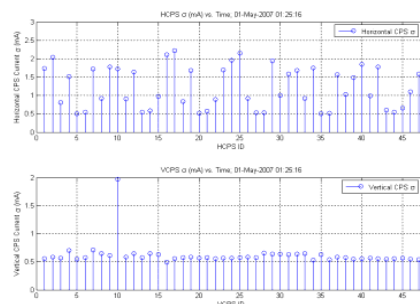 HCPS σ (mA) vs. Time, 01-May-2007 01:25:16
Horizontal CPS σ
Horizontal CPS Current σ (mA)
2.5
2
1.5
1
0.5
0
0 5 10 15 20 25 30 35 40 45
HCPS ID
VCPS σ (mA) vs. Time, 01-May-2007 01:25:16
Vertical CPS σ
Vertical CPS Current σ (mA)
2
1.5
1
0.5
0
0 5 10 15 20 25 30 35 40 45
VCPS ID